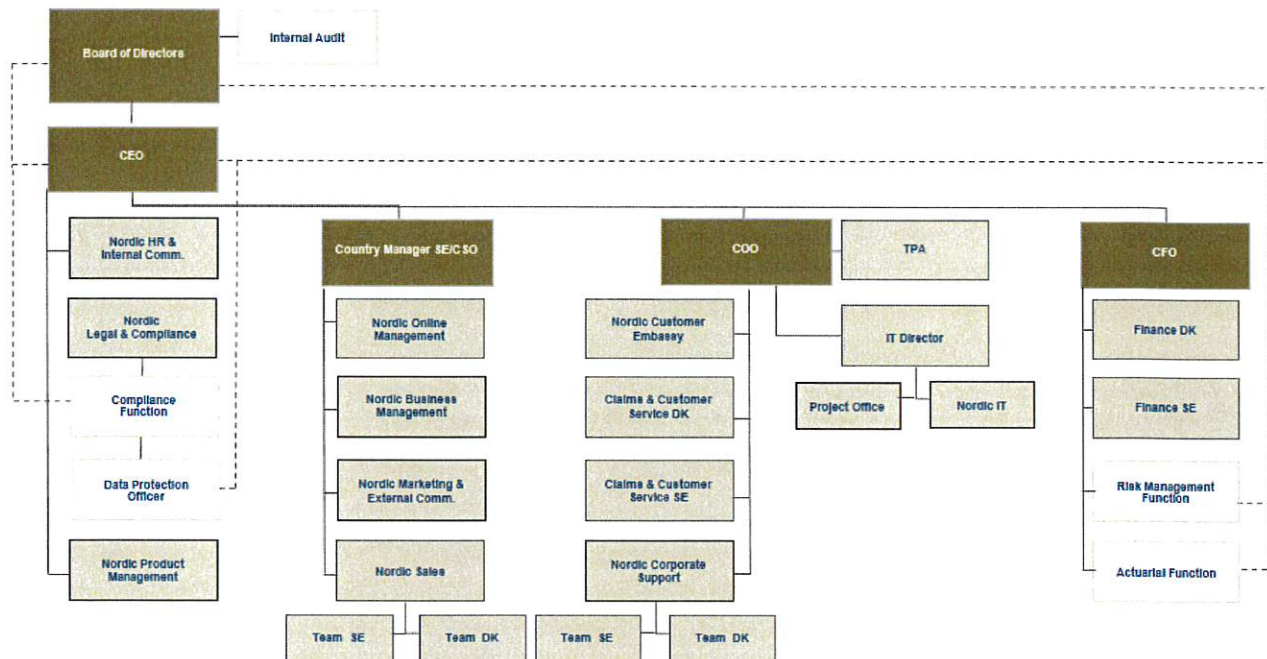 Internal Audit
Board of Directors
CEO
Nordic HR &
Internal Comm.
Nordic
Legal & Compliance
Compliance
Function
Data Protection
Officer
Nordic Product
Management
Country Manager SE/CSO
Nordic Online
Management
Nordic Business
Management
Nordic Marketing &
External Comm.
Nordic Sales
Team SE
Team DK
COO
TPA
Nordic Customer
Embassy
Claims & Customer
Service DK
Claims & Customer
Service SE
Nordic Corporate
Support
Team SE
Team DK
IT Director
Project Office
Nordic IT
CFO
Finance DK
Finance SE
Risk Management
Function
Actuarial Function